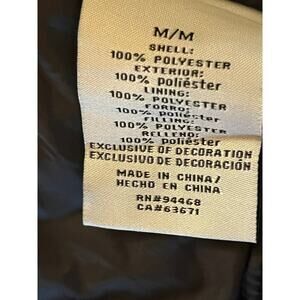 M/M
SHELL:
100% POLYESTER
EXTERIOR:
100% poliéster
LINING:
100% POLYESTER
FORRO:
100% poliéster
FILLING:
100% POLYESTER
RELLENO:
100% poliéster
EXCLUSIVE OF DECORATION
EXCLUSIVO DE DECORACIÓN
MADE IN CHINA/
HECHO EN CHINA
RN#94468
CA#63671